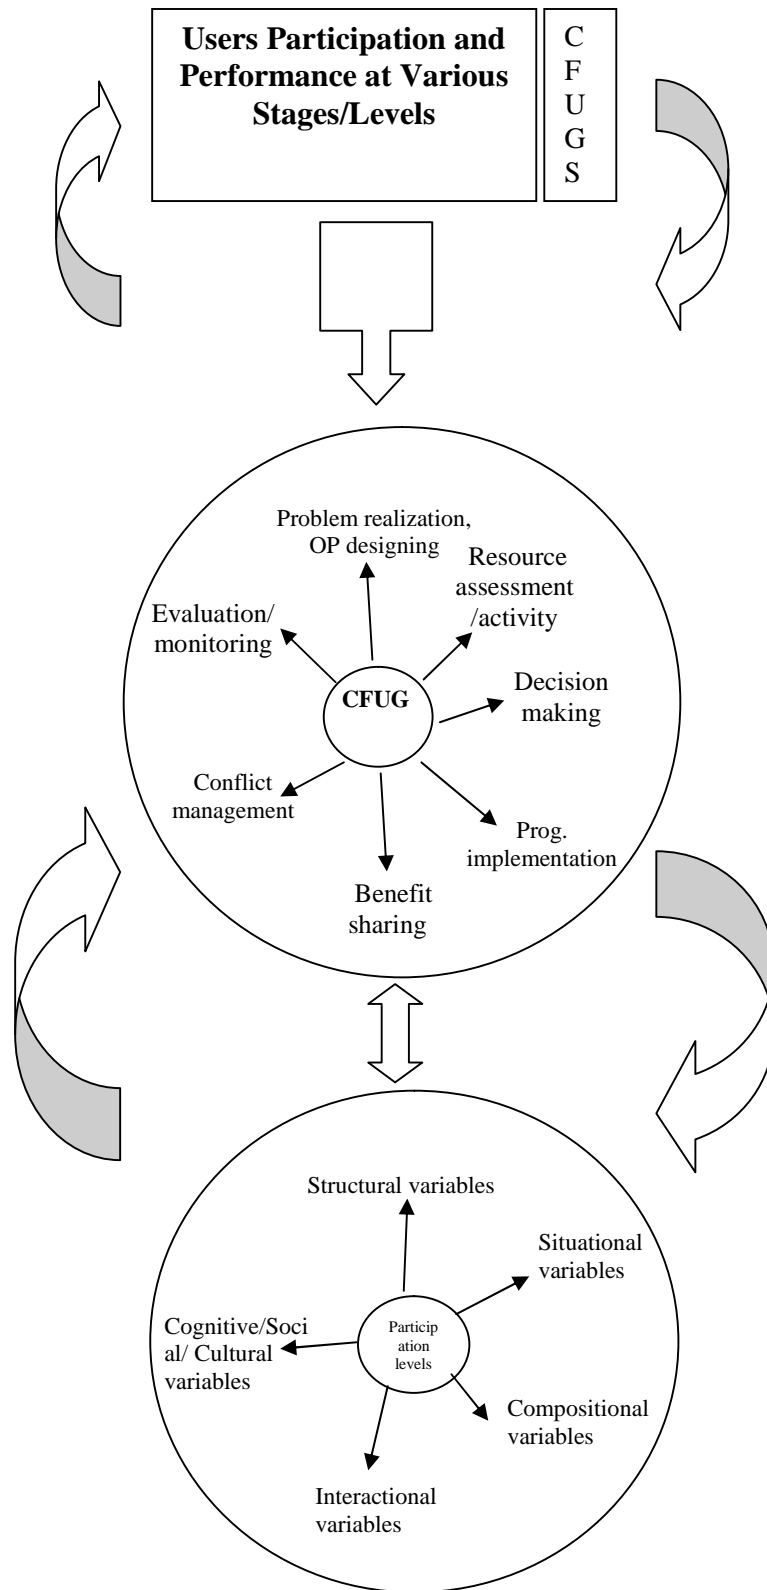 Users Participation and
Performance at Various
Stages/Levels
C
F
U
G
S
Problem realization,
OP designing
Resource
assessment
/activity
Evaluation/
monitoring
CFUG
Decision
making
Conflict
management
Prog.
implementation
Benefit
sharing
Structural variables
Situational
variables
Cognitive/Soci
al/ Cultural
variables
Particip
ation
levels
Compositional
variables
Interactional
variables